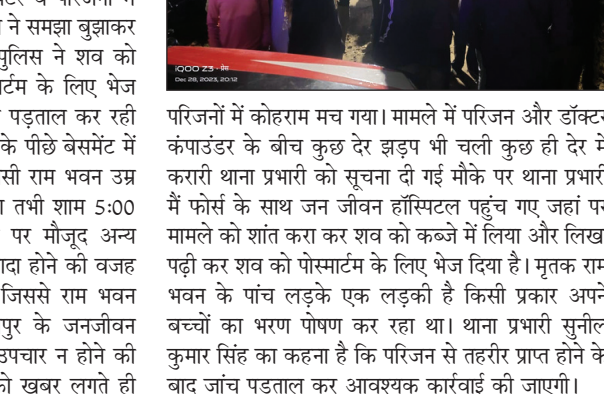 ने समझा बुझाकर
पुलिस ने शव को
के लिए भेज
पड़ताल कर रही
के पीछे बेसमेंट में
राम भवन उम्र
तभी शाम 5:00
पर मौजूद अन्य
होने की वजह
जिससे राम भवन
के जनजीवन
उपचार न होने की
खबर लगते ही
iQOO Z3 - प्रेम
Dec 28, 2023, 20:12
परिजनों में कोहराम मच गया। मामले में परिजन और डॉक्टर
कंपाउंडर के बीच कुछ देर झड़प भी चली कुछ ही देर में
करारी थाना प्रभारी को सूचना दी गई मौके पर थाना प्रभारी
मैं फोर्स के साथ जन जीवन हॉस्पिटल पहुंच गए जहां पर
मामले को शांत करा कर शव को कब्जे में लिया और लिखा
पढ़ी कर शव को पोस्मार्टम के लिए भेज दिया है। मृतक राम
भवन के पांच लड़के एक लड़की है किसी प्रकार अपने
बच्चों का भरण पोषण कर रहा था। थाना प्रभारी सुनील
कुमार सिंह का कहना है कि परिजन से तहरीर प्राप्त होने के
बाद जांच पड़ताल कर आवश्यक कार्रवाई की जाएगी।